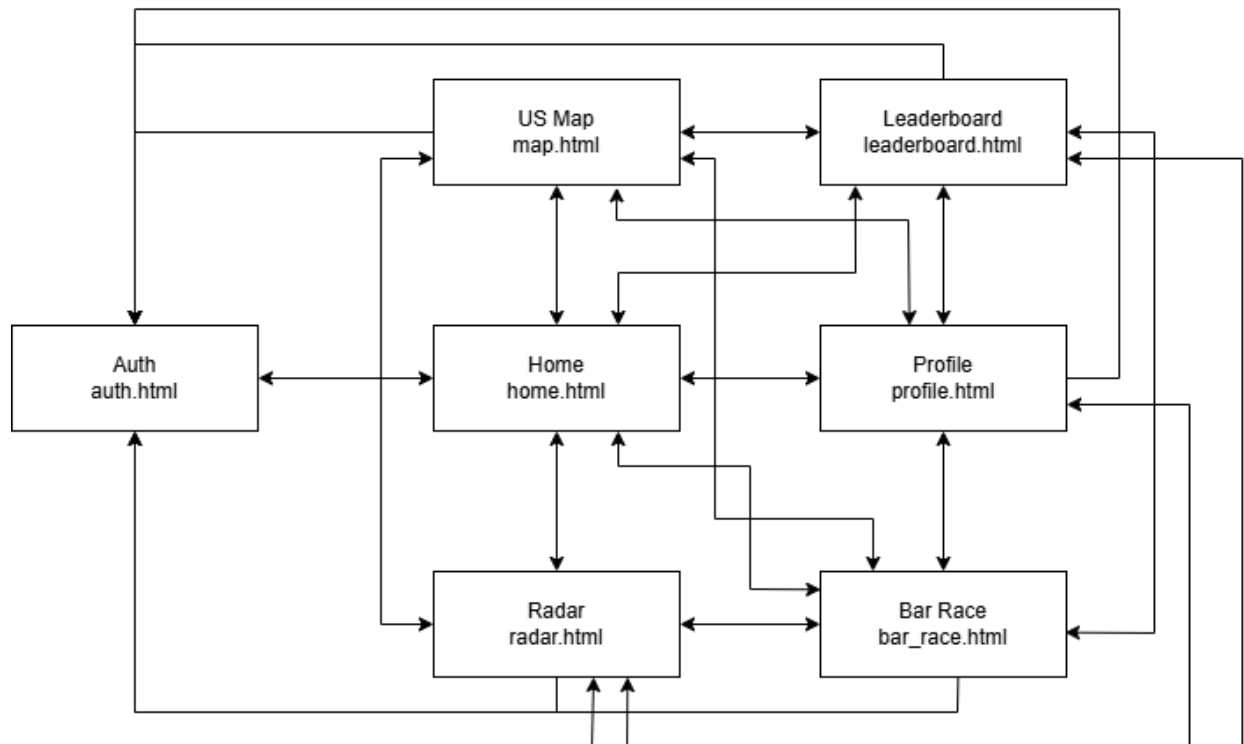 US Map
map.html
Leaderboard
leaderboard.html
Auth
auth.html
Home
home.html
Profile
profile.html
Radar
radar.html
Bar Race
bar_race.html